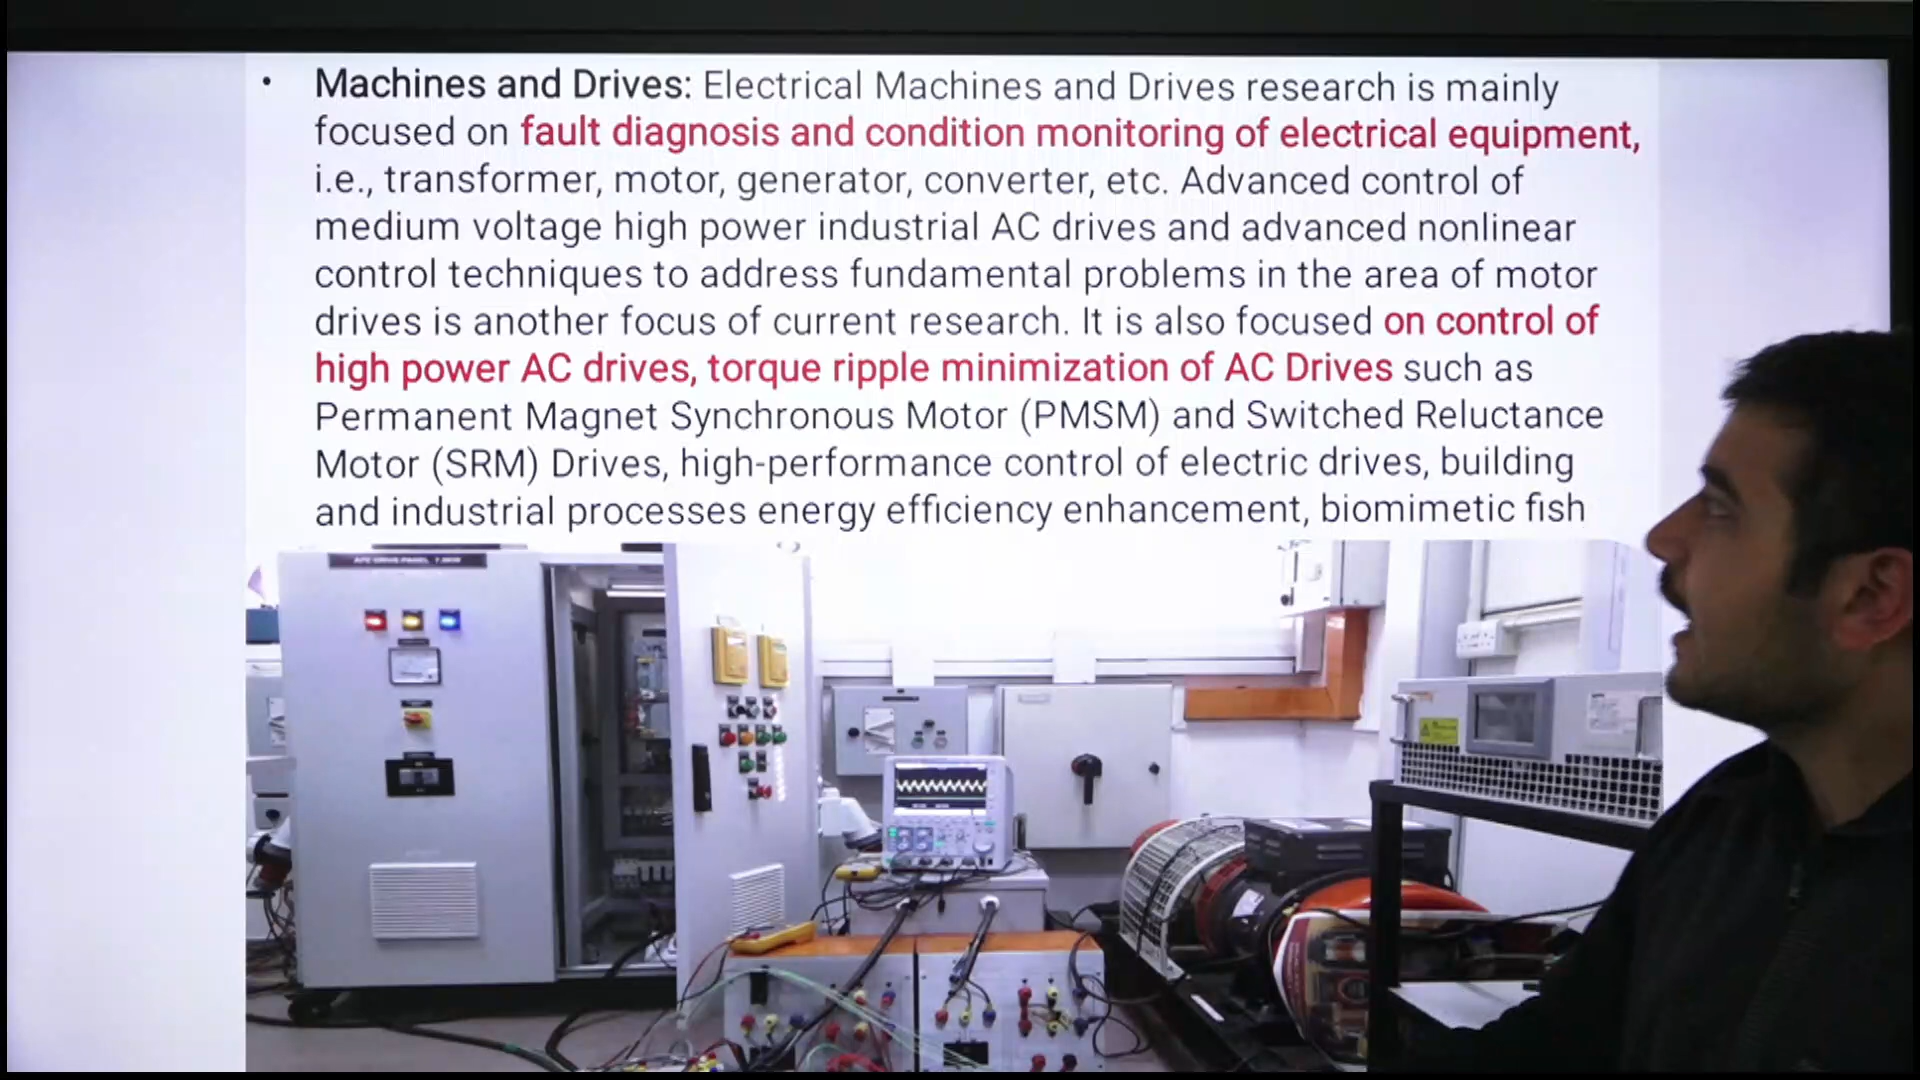 • Machines and Drives: Electrical Machines and Drives research is mainly
focused on fault diagnosis and condition monitoring of electrical equipment,
i.e., transformer, motor, generator, converter, etc. Advanced control of
medium voltage high power industrial AC drives and advanced nonlinear
control techniques to address fundamental problems in the area of motor
drives is another focus of current research. It is also focused on control of
high power AC drives, torque ripple minimization of AC Drives such as
Permanent Magnet Synchronous Motor (PMSM) and Switched Reluctance
Motor (SRM) Drives, high-performance control of electric drives, building
and industrial processes energy efficiency enhancement, biomimetic fish